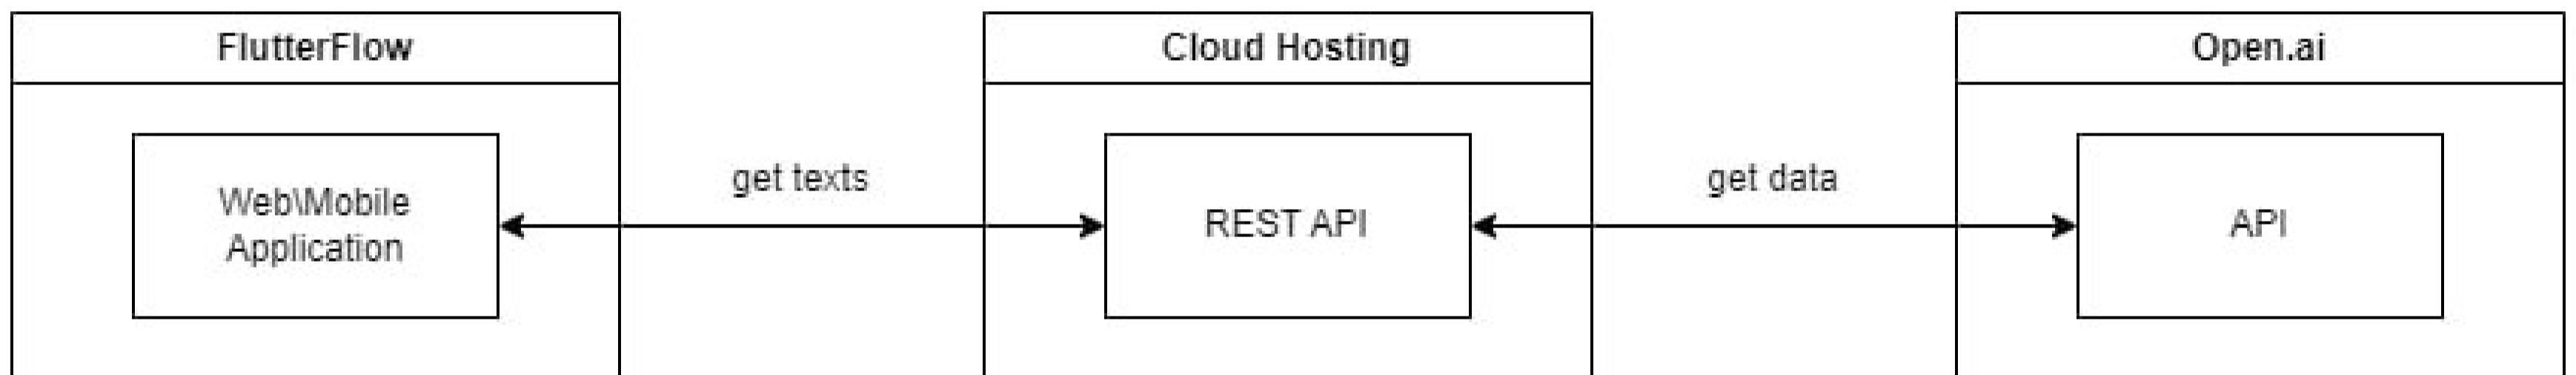 FlutterFlow
Cloud Hosting
Open.ai
Web\Mobile
Application
get texts
REST API
get data
API